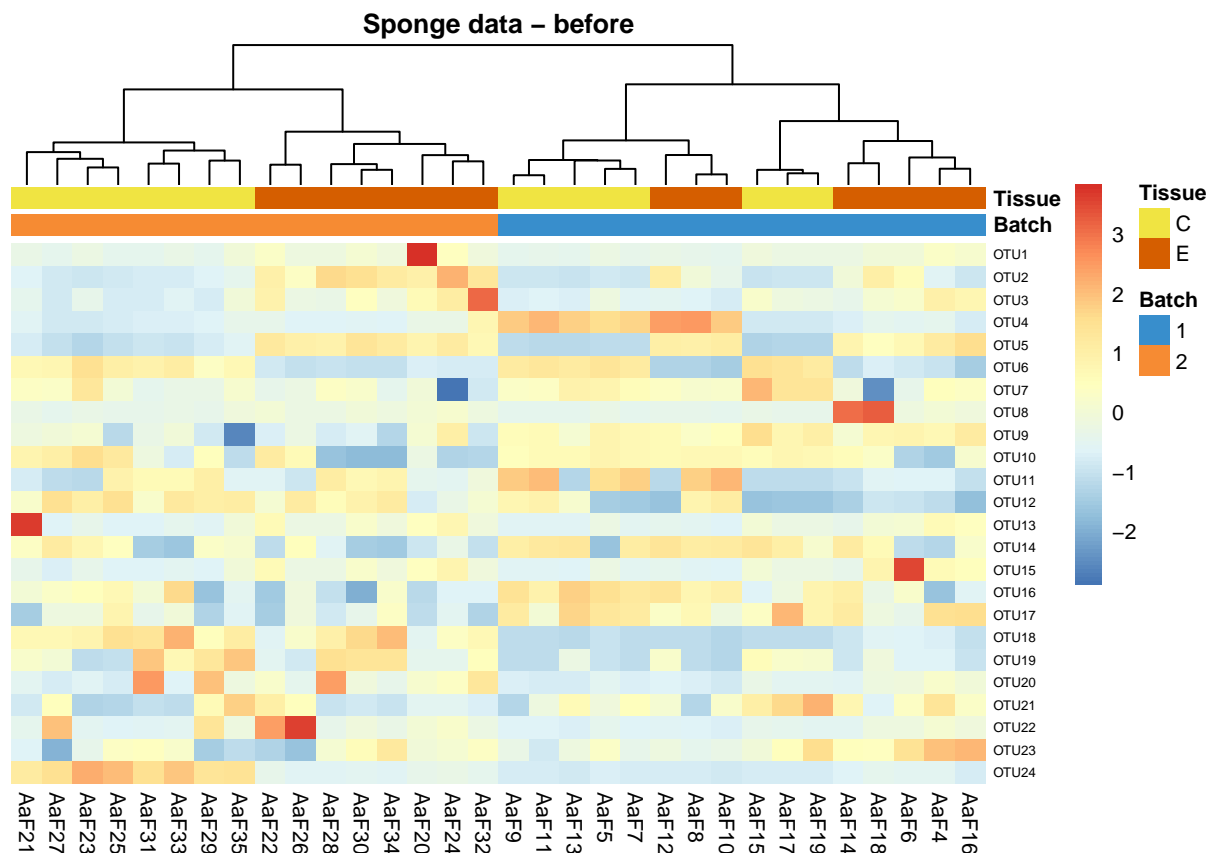 Sponge data – before
Tissue
Batch
OTU1
OTU2
OTU3
OTU4
OTU5
OTU6
OTU7
OTU8
OTU9
OTU10
OTU11
OTU12
OTU13
OTU14
OTU15
OTU16
OTU17
OTU18
OTU19
OTU20
OTU21
OTU22
OTU23
OTU24
AaF21
AaF27
AaF23
AaF25
AaF31
AaF33
AaF29
AaF35
AaF22
AaF26
AaF28
AaF30
AaF34
AaF20
AaF24
AaF32
AaF9
AaF11
AaF13
AaF5
AaF7
AaF12
AaF8
AaF10
AaF15
AaF17
AaF19
AaF14
AaF18
AaF6
AaF4
AaF16
3
2
1
0
−1
−2
Tissue
C
E
Batch
1
2